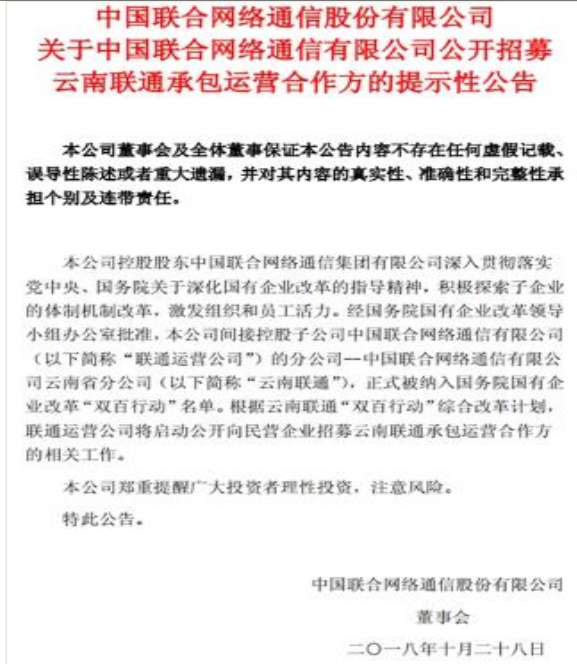 中国联合网络通信股份有限公司
关于中国联合网络通信有限公司公开招募
云南联通承包运营合作方的提示性公告
本公司董事会及全体董事保证本公告内容不存在任何虚假记载、
误导性陈述或者重大遗漏，并对其内容的真实性、准确性和完整性承
担个别及连带责任。
本公司控股股东中国联合网络通信集团有限公司深入贯彻落实
党中央、国务院关于深化国有企业改革的指导精神，积极探索子企业
的体制机制改革，激发组织和员工活力。经国务院国有企业改革领导
小组办公室批准，本公司间接控股子公司中国联合网络通信有限公司
（以下简称“联通运营公司”）的分公司—中国联合网络通信有限公
司云南省分公司（以下简称“云南联通”），正式被纳入国务院国有企
业改革“双百行动”名单。根据云南联通“双百行动”综合改革计划，
联通运营公司将启动公开向民营企业招募云南联通承包运营合作方
的相关工作。
本公司郑重提醒广大投资者理性投资，注意风险。
特此公告。
中国联合网络通信股份有限公司
董事会
二〇一八年十月二十八日